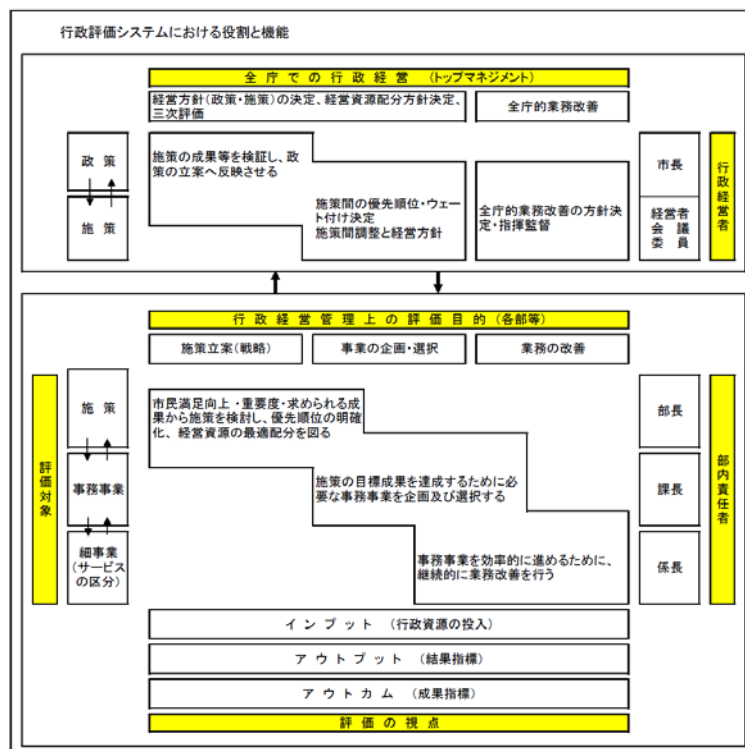 行政評価システムにおける役割と機能
全庁での行政経営 (トップマネジメント)
経営方針(政策・施策)の決定、経営資源配分方針決定、
三次評価
全庁的業務改善
政策
施策
施策の成果等を検証し、政
策の立案へ反映させる
施策間の優先順位・ウェー
ト付け決定
施策間調整と経営方針
全庁的業務改善の方針決
定・指揮監督
市長
経営者
会議
委員
行政経営者
行政経営管理上の評価目的(各部等)
施策立案(戦略)
事業の企画・選択
業務の改善
評価対象
施策
事務事業
細事業
(サービス
の区分)
市民満足向上・重要度・求められる成
果から施策を検討し、優先順位の明確
化、経営資源の最適配分を図る
施策の目標成果を達成するために必
要な事務事業を企画及び選択する
事務事業を効率的に進めるために、
継続的に業務改善を行う
部長
課長
係長
部内責任者
インプット (行政資源の投入)
アウトプット (結果指標)
アウトカム (成果指標)
評価の視点